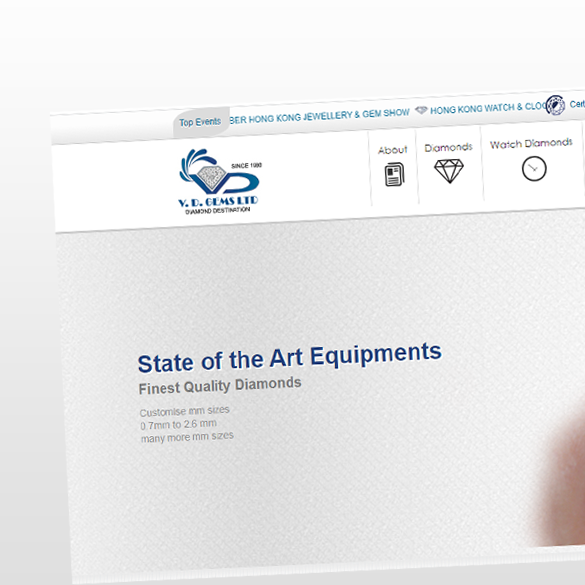 Top Events BER HONG KONG JEWELLERY & GEM SHOW HONG KONG WATCH & CLOC Cert
SINCE 1980
V. D. GEMS LTD
DIAMOND DESTINATION
About Diamonds Watch Diamonds
State of the Art Equipments
Finest Quality Diamonds
Customise mm sizes
0.7mm to 2.6 mm
many more mm sizes